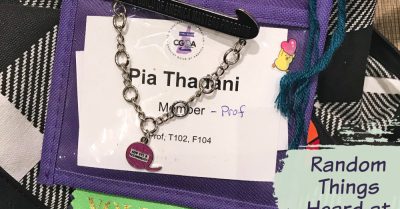 CGOA
Pia Thadani
Member - Prof
Prof, T102, F104
Random
Things
Heard at